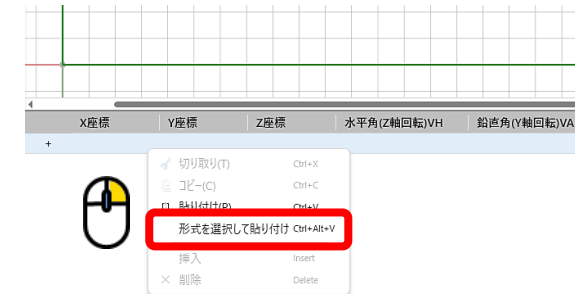 X座標 Y座標 Z座標 水平角(Z軸回転)VH 鉛直角(Y軸回転)VA
+
切り取り(T) Ctrl+X
コピー(C) Ctrl+C
貼り付け(P) Ctrl+V
形式を選択して貼り付け Ctrl+Alt+V
挿入 Insert
削除 Delete